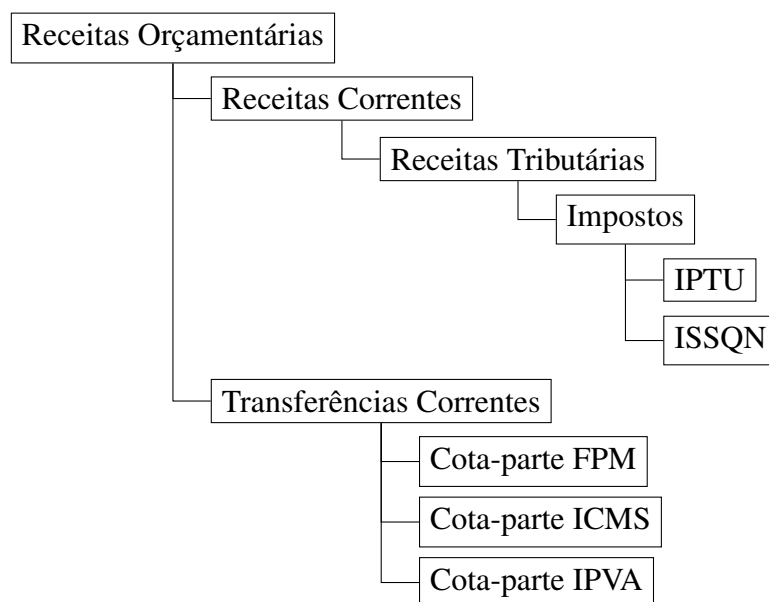 Receitas Orçamentárias
Receitas Correntes
Receitas Tributárias
Impostos
IPTU
ISSQN
Transferências Correntes
Cota-parte FPM
Cota-parte ICMS
Cota-parte IPVA